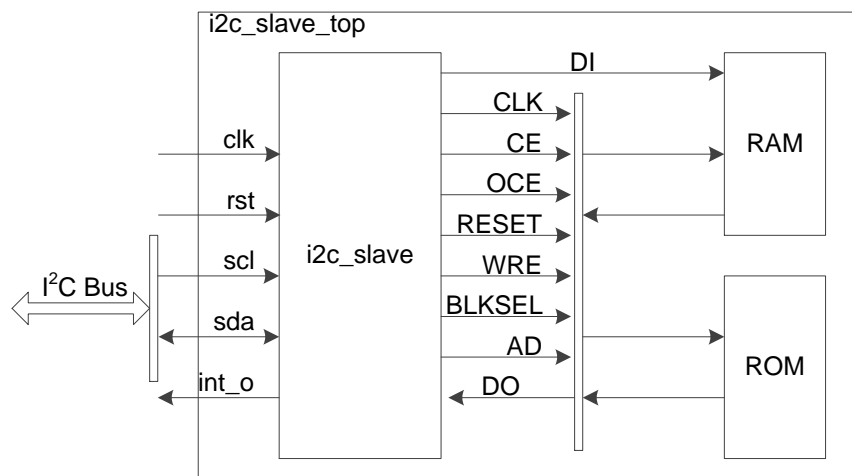 i2c_slave_top
DI
CLK
clk
CE
RAM
OCE
rst
RESET
i2c_slave
scl
WRE
I²C Bus
BLKSEL
sda
AD
ROM
int_o
DO